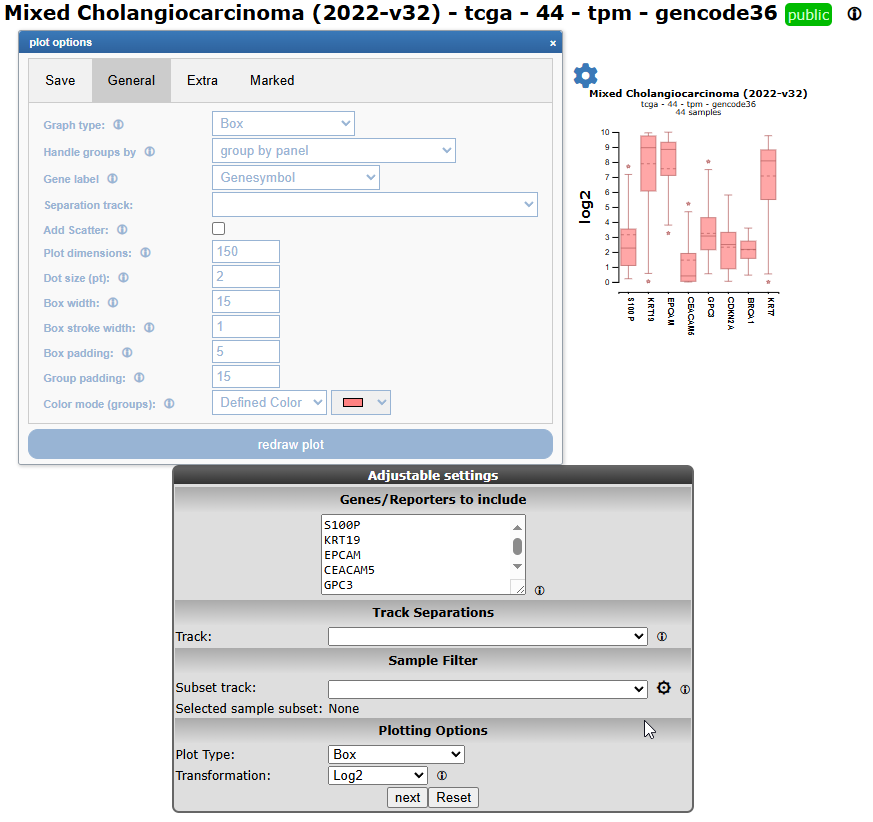 Mixed Cholangiocarcinoma (2022-v32) - tcga - 44 - tpm - gencode36 public
plot options ×
Save General Extra Marked
Graph type: Box
Handle groups by group by panel
Gene label Genesymbol
Separation track:
Add Scatter:
Plot dimensions: 150
Dot size (pt): 2
Box width: 15
Box stroke width: 1
Box padding: 5
Group padding: 15
Color mode (groups): Defined Color
redraw plot
Mixed Cholangiocarcinoma (2022-v32)
tcga - 44 - tpm - gencode36
44 samples
log2
10
9
8
7
6
5
4
3
2
1
0
S100P
KRT19
EPCAM
CEACAM5
GPC3
CDKN2A
BRCA1
KRT7
Adjustable settings
Genes/Reporters to include
S100P
KRT19
EPCAM
CEACAM5
GPC3
Track Separations
Track:
Sample Filter
Subset track:
Selected sample subset: None
Plotting Options
Plot Type: Box
Transformation: Log2
next Reset